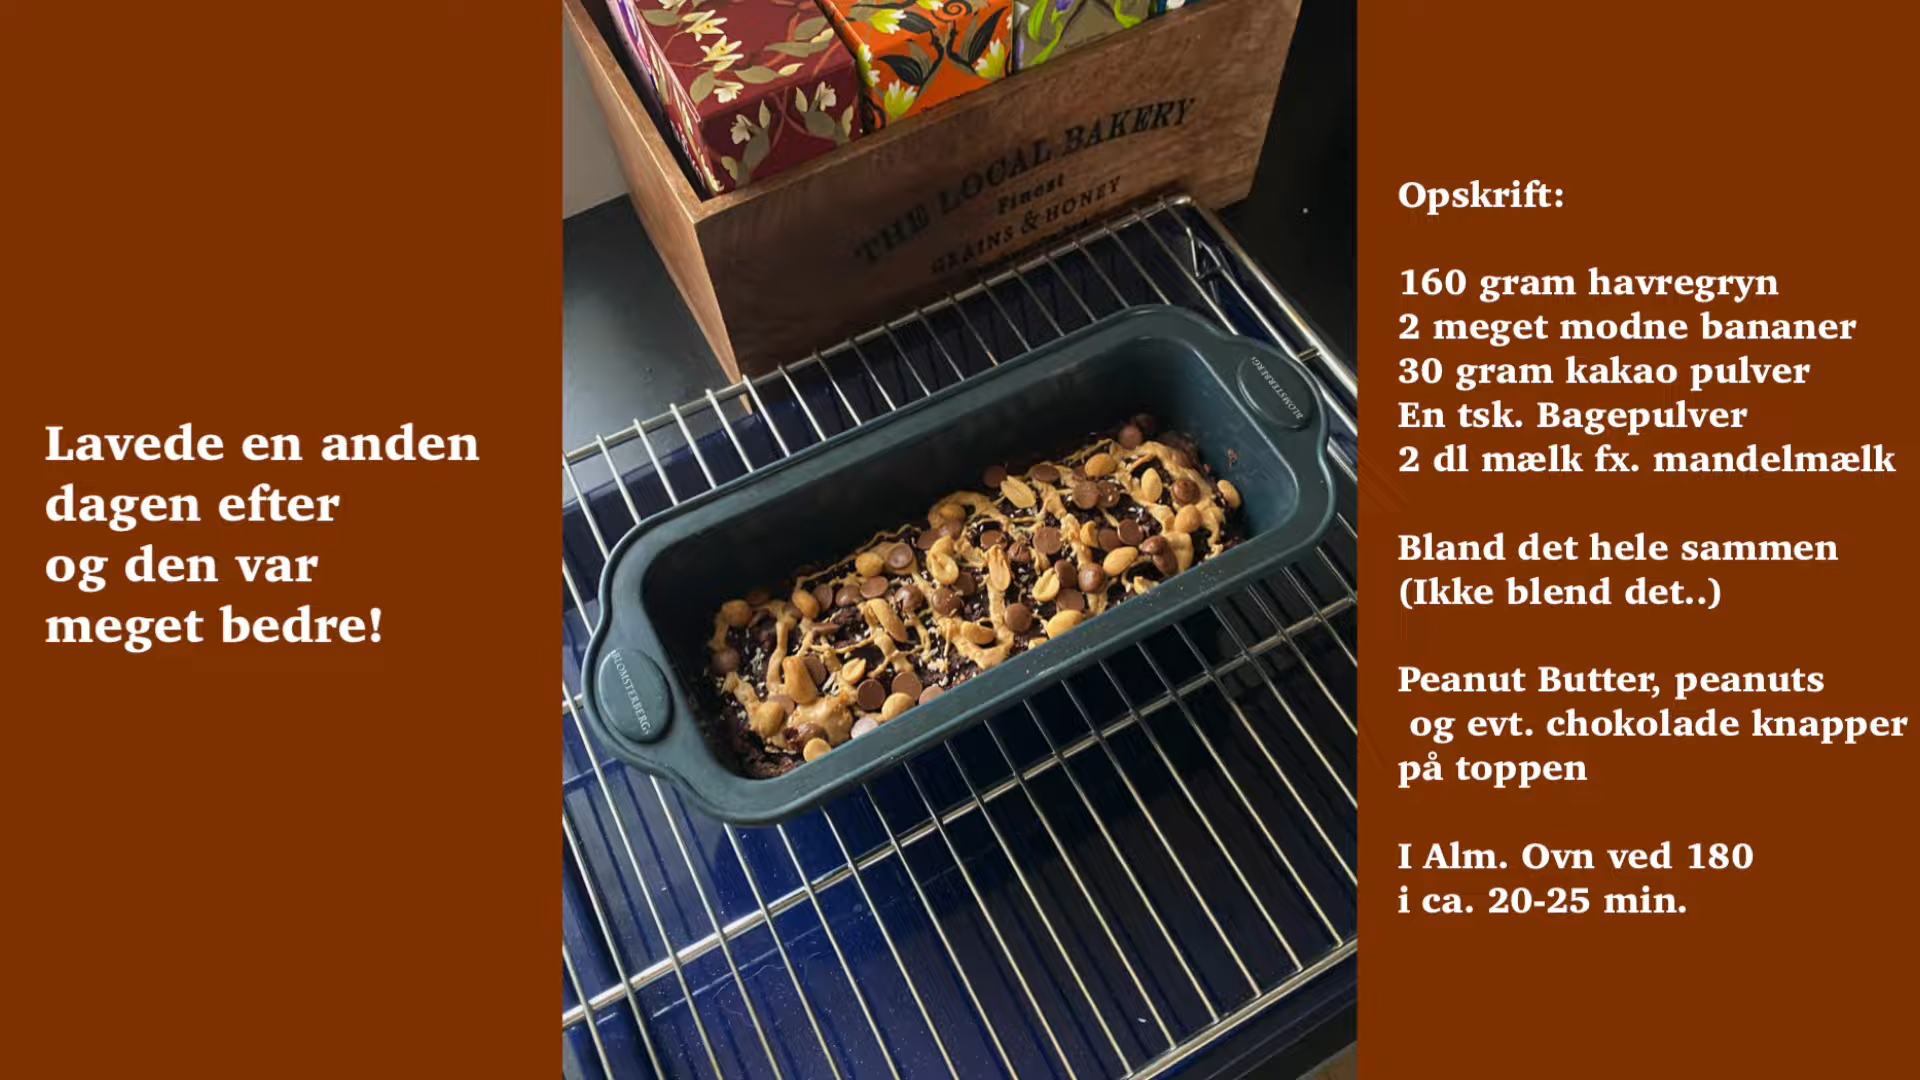 Lavede en anden
dagen efter
og den var
meget bedre!
THE LOCAL BAKERY
Finest
GRAINS & HONEY
BLOMSTERBERG
BLOMSTERBERG
Opskrift:
160 gram havregryn
2 meget modne bananer
30 gram kakao pulver
En tsk. Bagepulver
2 dl mælk fx. mandelmælk
Bland det hele sammen
(Ikke blend det..)
Peanut Butter, peanuts
og evt. chokolade knapper
på toppen
I Alm. Ovn ved 180
i ca. 20-25 min.